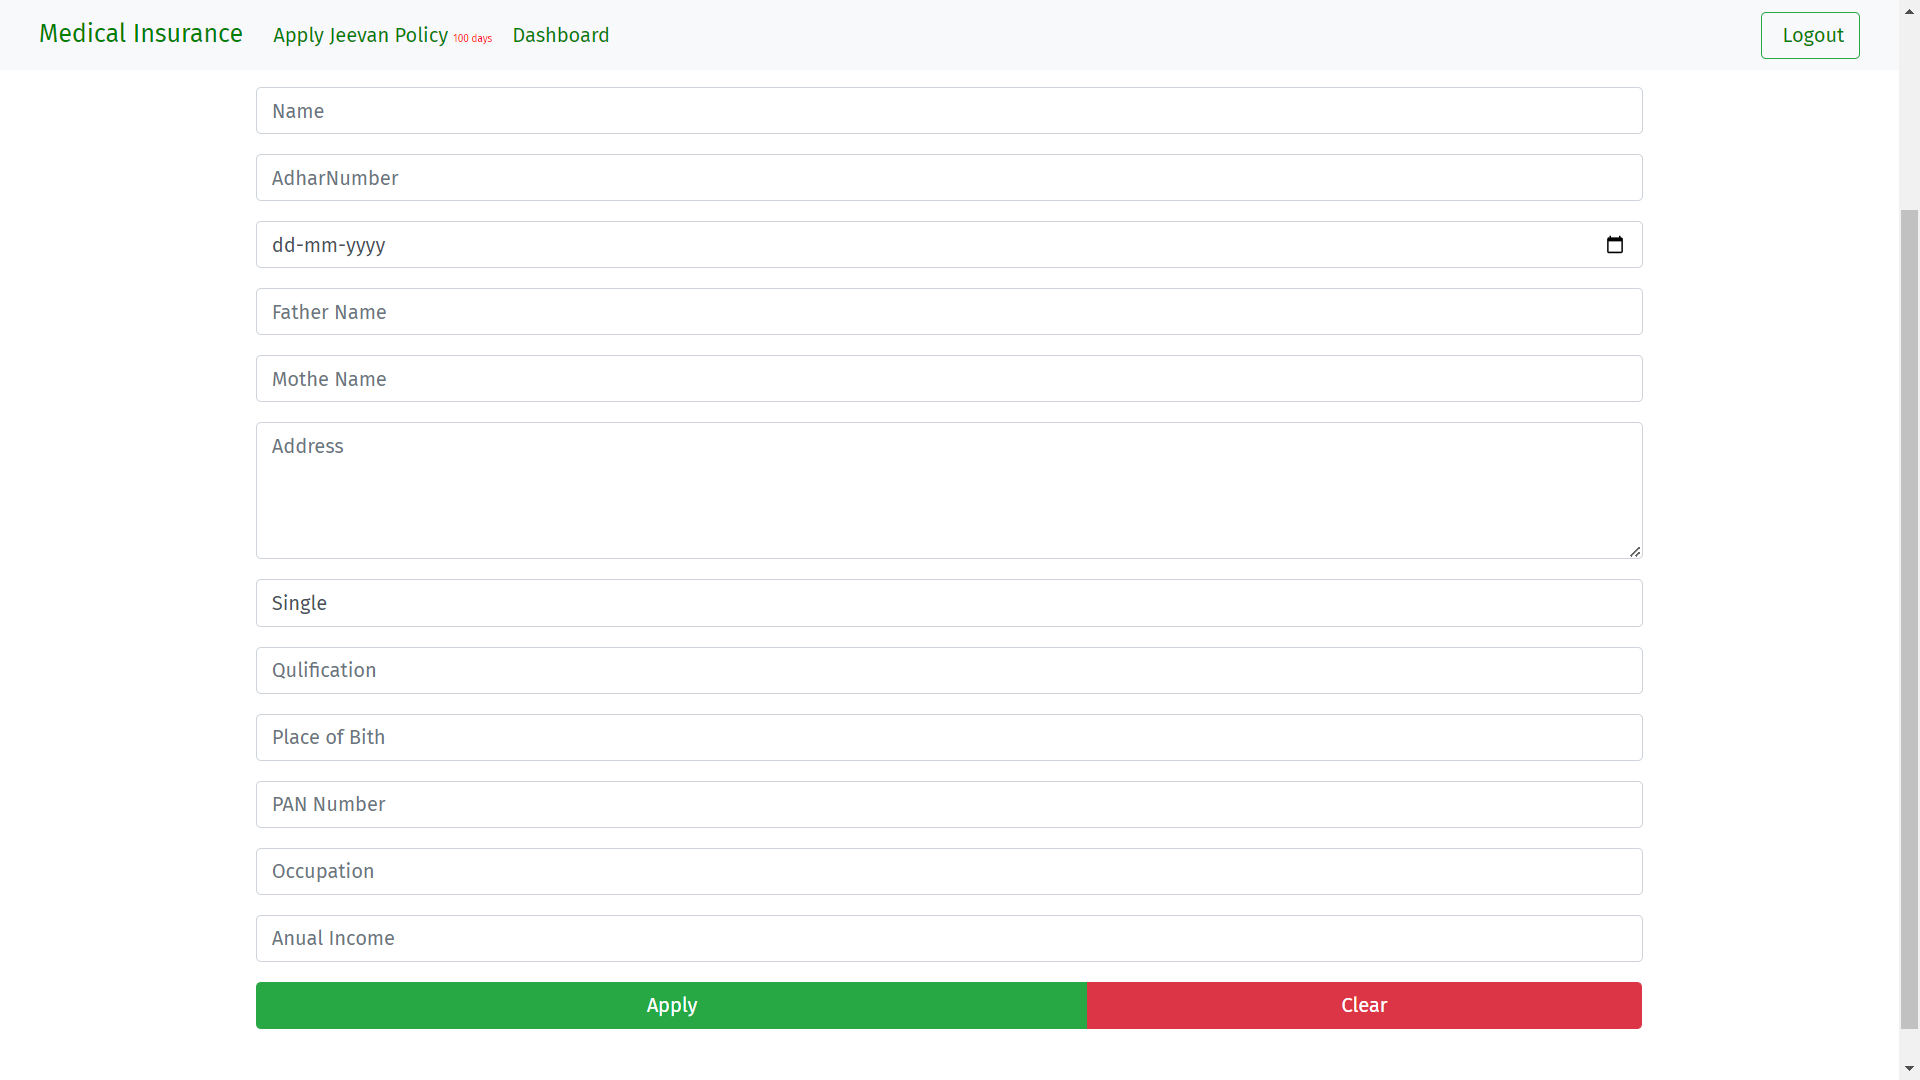 Medical Insurance Apply Jeevan Policy 100 days Dashboard Logout
Name
AdharNumber
dd-mm-yyyy
Father Name
Mothe Name
Address
Single
Qulification
Place of Bith
PAN Number
Occupation
Anual Income
Apply Clear